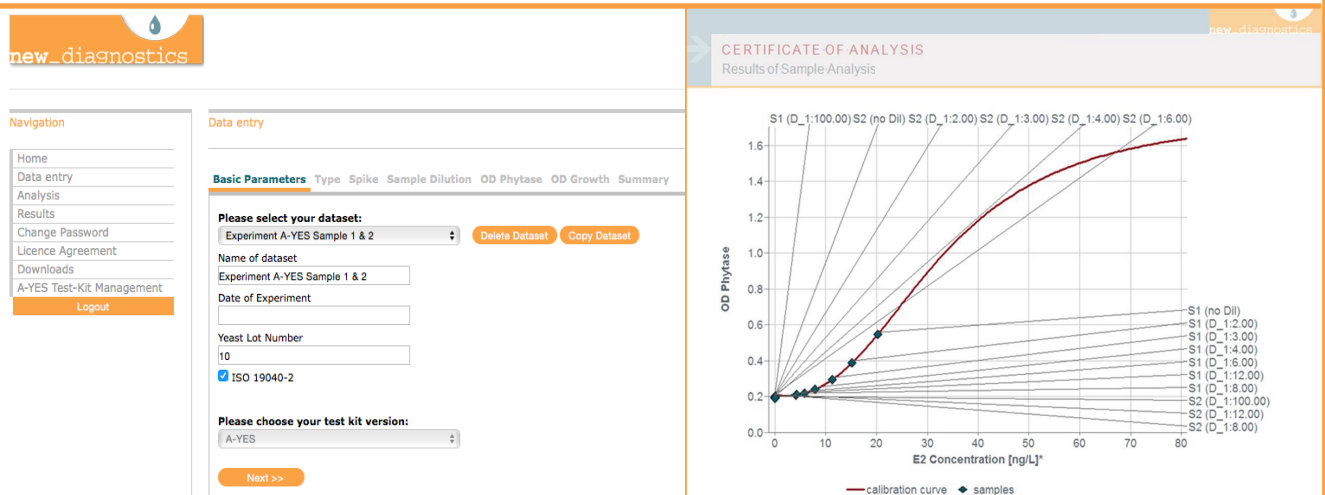 new_diagnostics
Navigation
Home
Data entry
Analysis
Results
Change Password
Licence Agreement
Downloads
A-YES Test-Kit Management
Logout
Data entry
Basic Parameters Type Spike Sample Dilution OD Phytase OD Growth Summary
Please select your dataset:
Experiment A-YES Sample 1 & 2 Delete Dataset Copy Dataset
Name of dataset
Experiment A-YES Sample 1 & 2
Date of Experiment
Yeast Lot Number
10
ISO 19040-2
Please choose your test kit version:
A-YES
Next >>
new_diagnostics
CERTIFICATE OF ANALYSIS
Results of Sample Analysis
S1 (D_1:100.00) S2 (no Dil) S2 (D_1:2.00) S2 (D_1:3.00) S2 (D_1:4.00) S2 (D_1:6.00)
1.6
1.4
1.2
1.0
0.8
0.6
0.4
0.2
0.0
OD Phytase
S1 (no Dil)
S1 (D_1:2.00)
S1 (D_1:3.00)
S1 (D_1:4.00)
S1 (D_1:6.00)
S1 (D_1:12.00)
S1 (D_1:8.00)
S2 (D_1:100.00)
S2 (D_1:12.00)
S2 (D_1:8.00)
0 10 20 30 40 50 60 70 80
E2 Concentration [ng/L]*
calibration curve samples